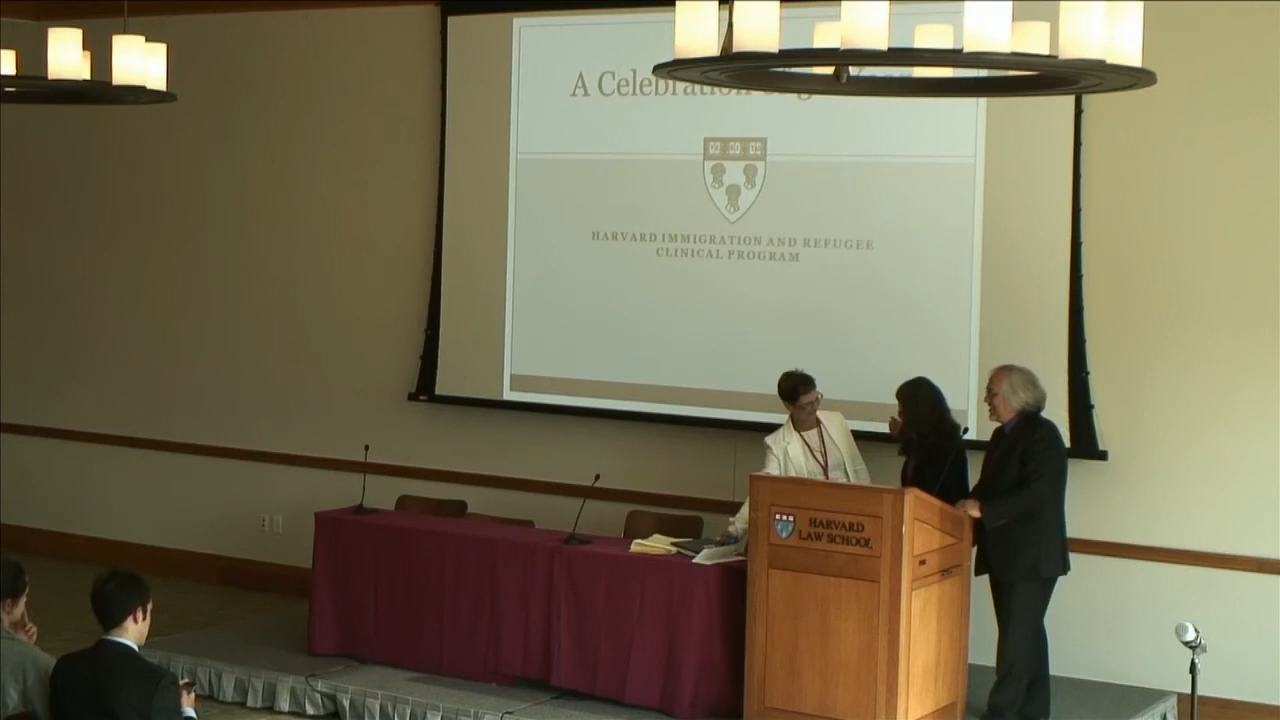 A Celebration
HARVARD IMMIGRATION AND REFUGEE
CLINICAL PROGRAM
HARVARD
LAW SCHOOL